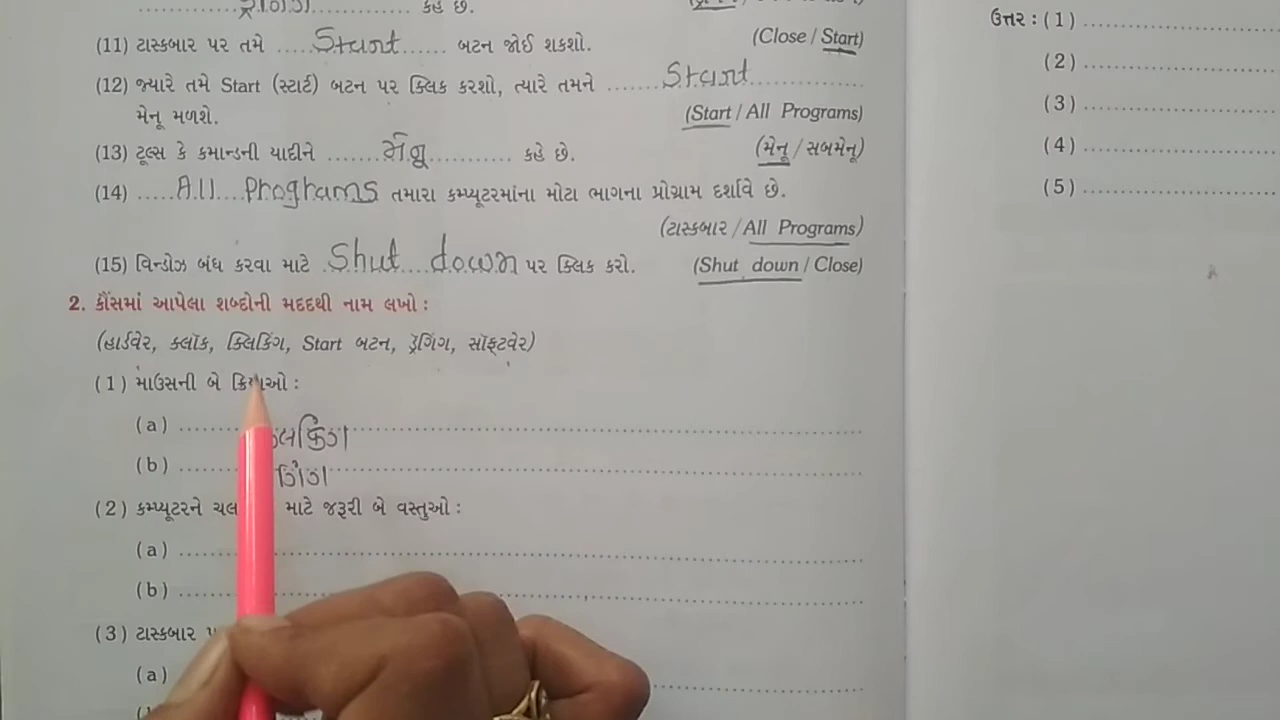 કહે છે.
(11) ટાસ્કબાર પર તમે ..... Start ...... બટન જોઈ શકશો. (Close / Start)
(12) જ્યારે તમે Start (સ્ટાર્ટ) બટન પર ક્લિક કરશો, ત્યારે તમને ....... Start ...............
મેનૂ મળશે. (Start / All Programs)
(13) ટૂલ્સ કે કમાન્ડની યાદીને ....... મેનૂ ........... કહે છે. (મેનૂ / સબમેનૂ)
(14) ..... All .... Programs તમારા કમ્પ્યૂટરમાંના મોટા ભાગના પ્રોગ્રામ દર્શાવે છે.
(ટાસ્કબાર / All Programs)
(15) વિન્ડોઝ બંધ કરવા માટે Shut down પર ક્લિક કરો. (Shut down / Close)
2. કૌંસમાં આપેલા શબ્દોની મદદથી નામ લખો :
(હાર્ડવેર, ક્લૉક, ક્લિકિંગ, Start બટન, ડ્રૅગિંગ, સૉફ્ટવેર)
(1) માઉસની બે ક્રિયાઓ :
(a)
(b)
(2) કમ્પ્યૂટરને ચલ માટે જરૂરી બે વસ્તુઓ :
(a)
(b)
(3) ટાસ્કબાર
(a)
ઉત્તર : (1)
(2)
(3)
(4)
(5)